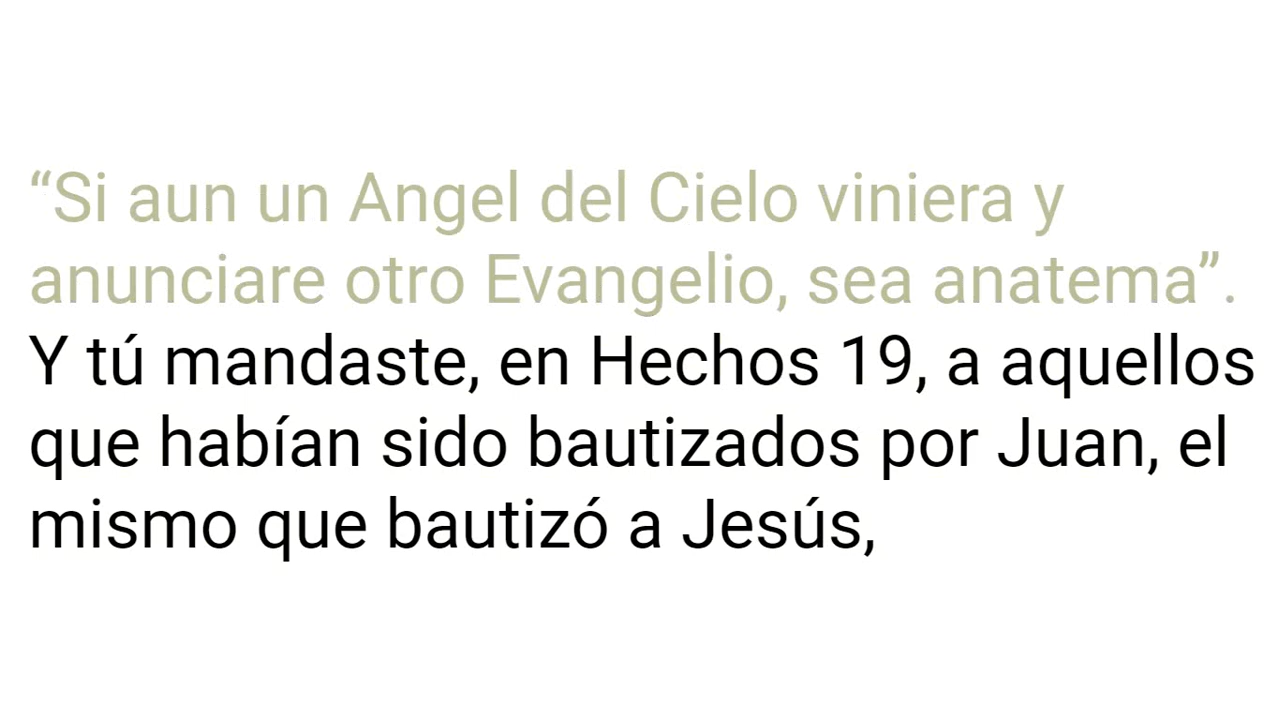 “Si aun un Angel del Cielo viniera y
anunciare otro Evangelio, sea anatema”.
Y tú mandaste, en Hechos 19, a aquellos
que habían sido bautizados por Juan, el
mismo que bautizó a Jesús,